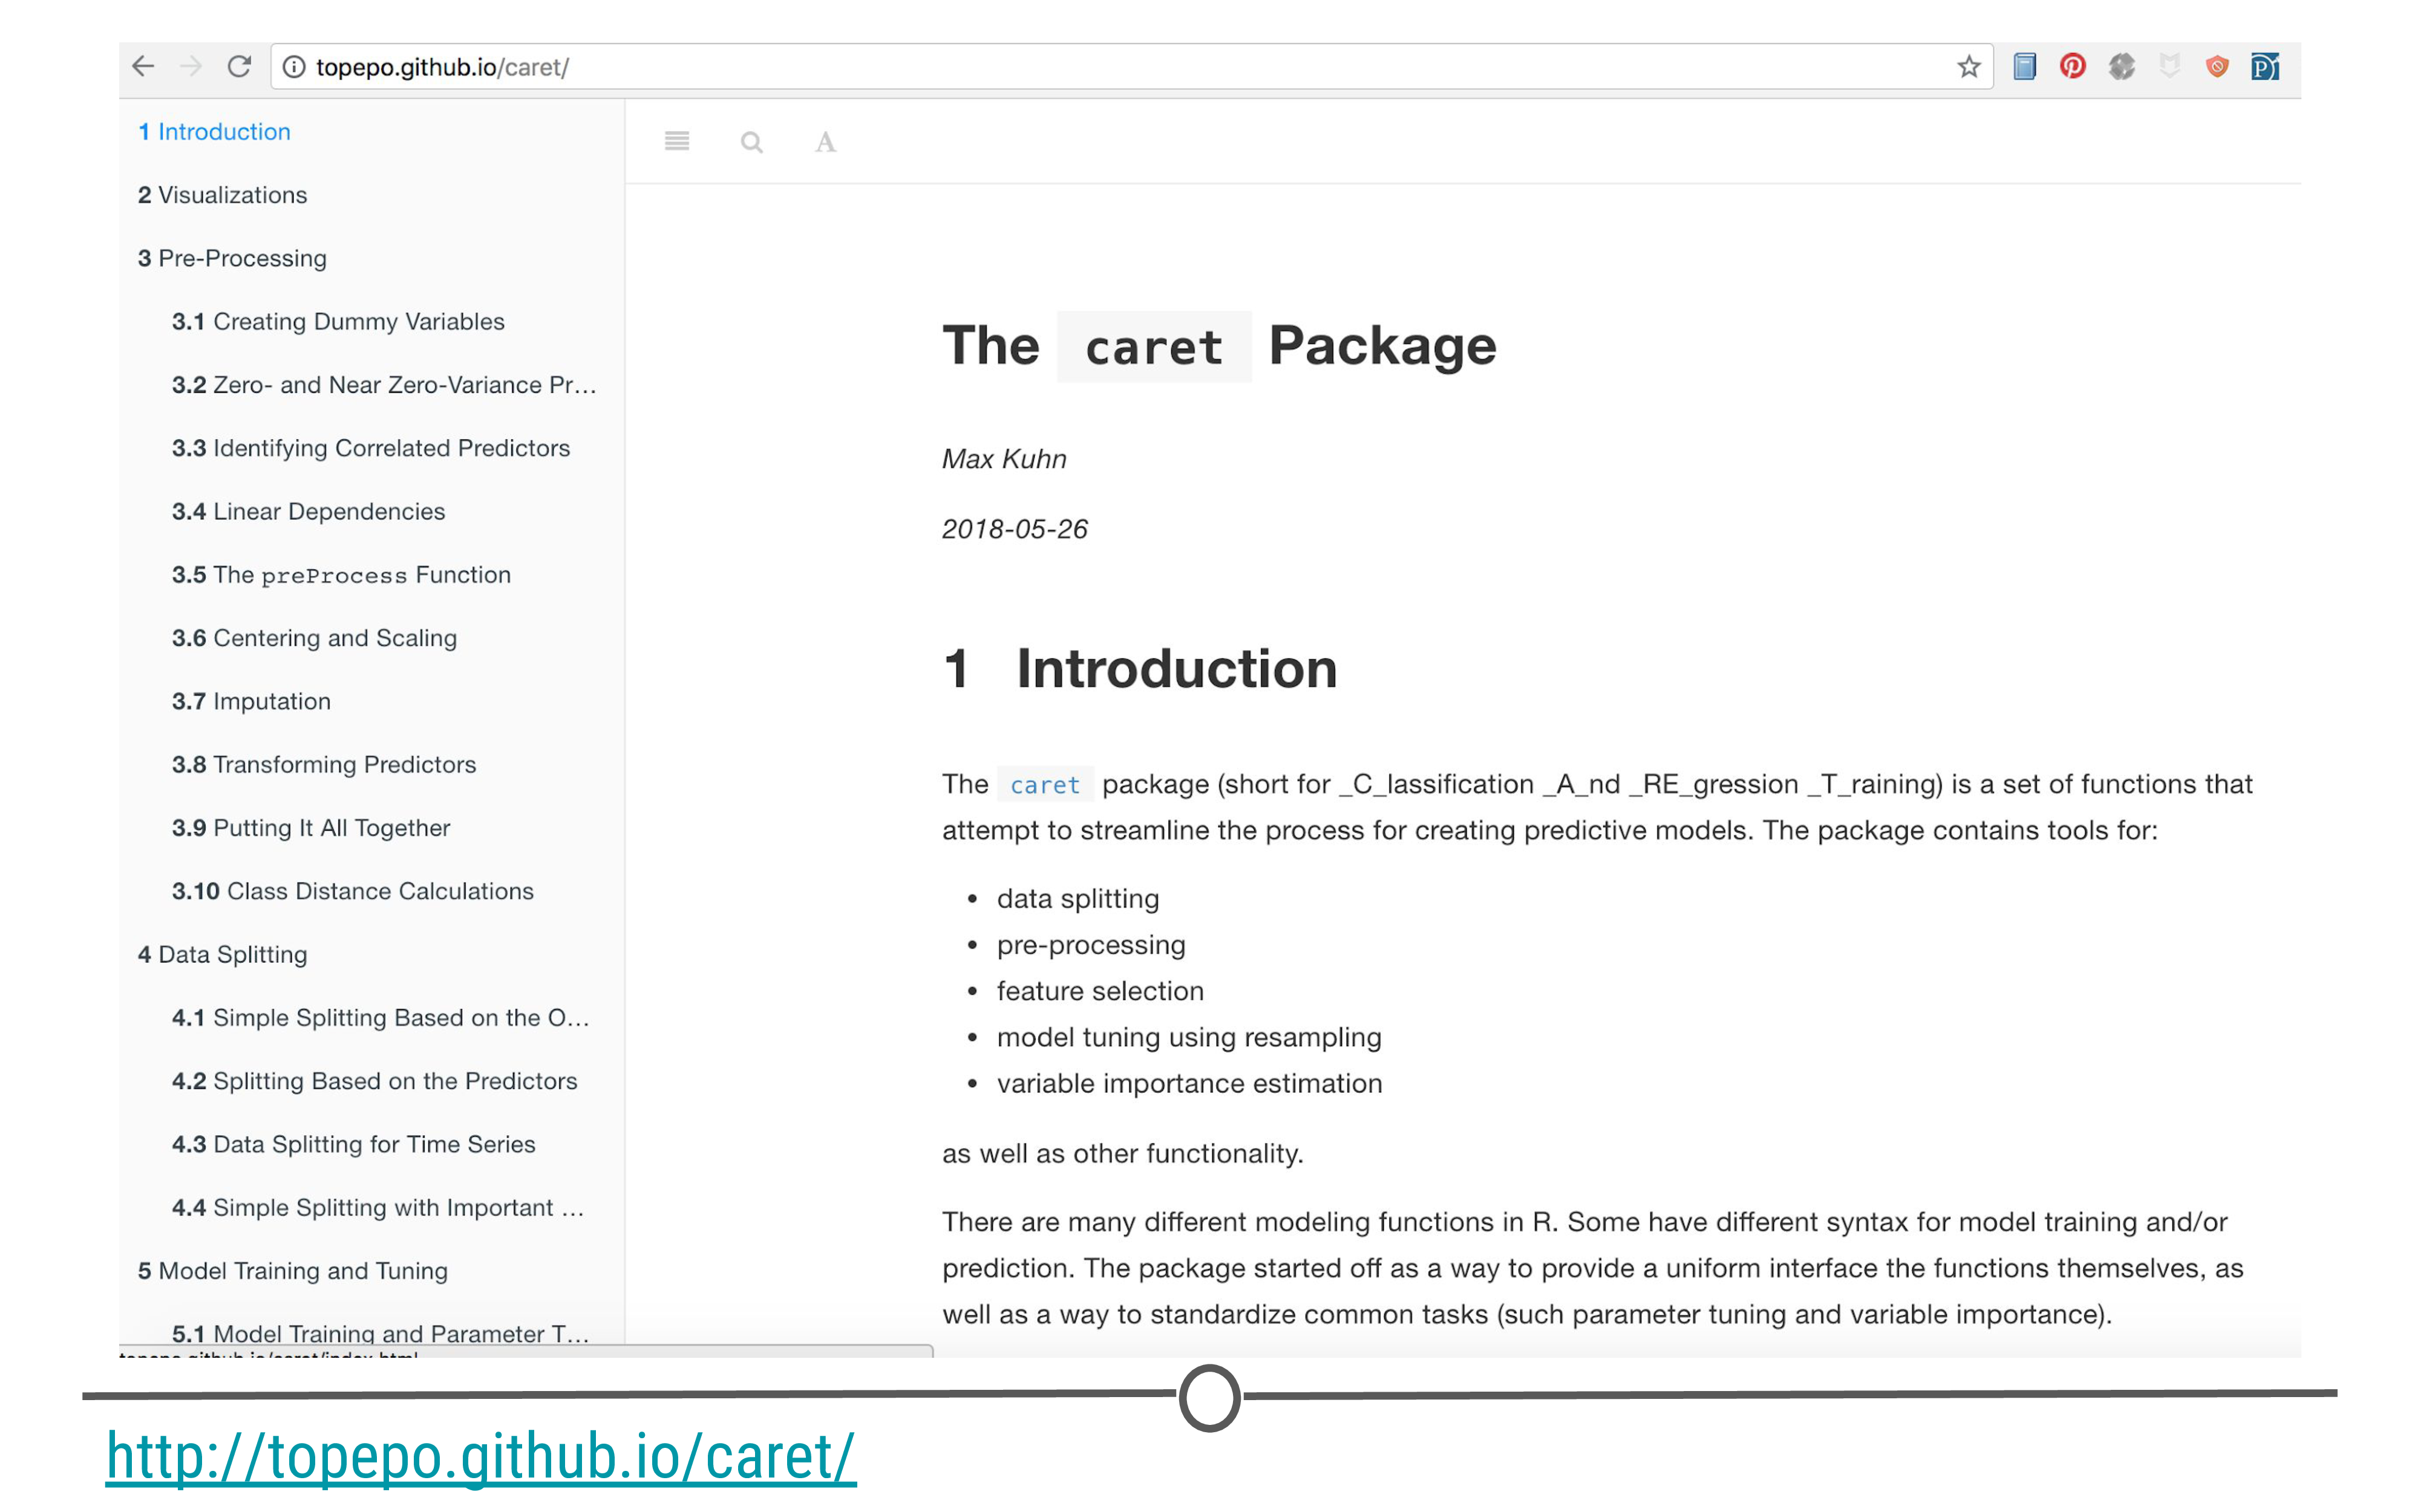 topepo.github.io/caret/
1 Introduction
2 Visualizations
3 Pre-Processing
3.1 Creating Dummy Variables
3.2 Zero- and Near Zero-Variance Pr...
3.3 Identifying Correlated Predictors
3.4 Linear Dependencies
3.5 The preProcess Function
3.6 Centering and Scaling
3.7 Imputation
3.8 Transforming Predictors
3.9 Putting It All Together
3.10 Class Distance Calculations
4 Data Splitting
4.1 Simple Splitting Based on the O...
4.2 Splitting Based on the Predictors
4.3 Data Splitting for Time Series
4.4 Simple Splitting with Important ...
5 Model Training and Tuning
5.1 Model Training and Parameter T...
topepo.github.io/caret/index.html
A
The caret Package
Max Kuhn
2018-05-26
1 Introduction
The caret package (short for _C_lassification _A_nd _RE_gression _T_raining) is a set of functions that
attempt to streamline the process for creating predictive models. The package contains tools for:
• data splitting
• pre-processing
• feature selection
• model tuning using resampling
• variable importance estimation
as well as other functionality.
There are many different modeling functions in R. Some have different syntax for model training and/or
prediction. The package started off as a way to provide a uniform interface the functions themselves, as
well as a way to standardize common tasks (such parameter tuning and variable importance).
http://topepo.github.io/caret/